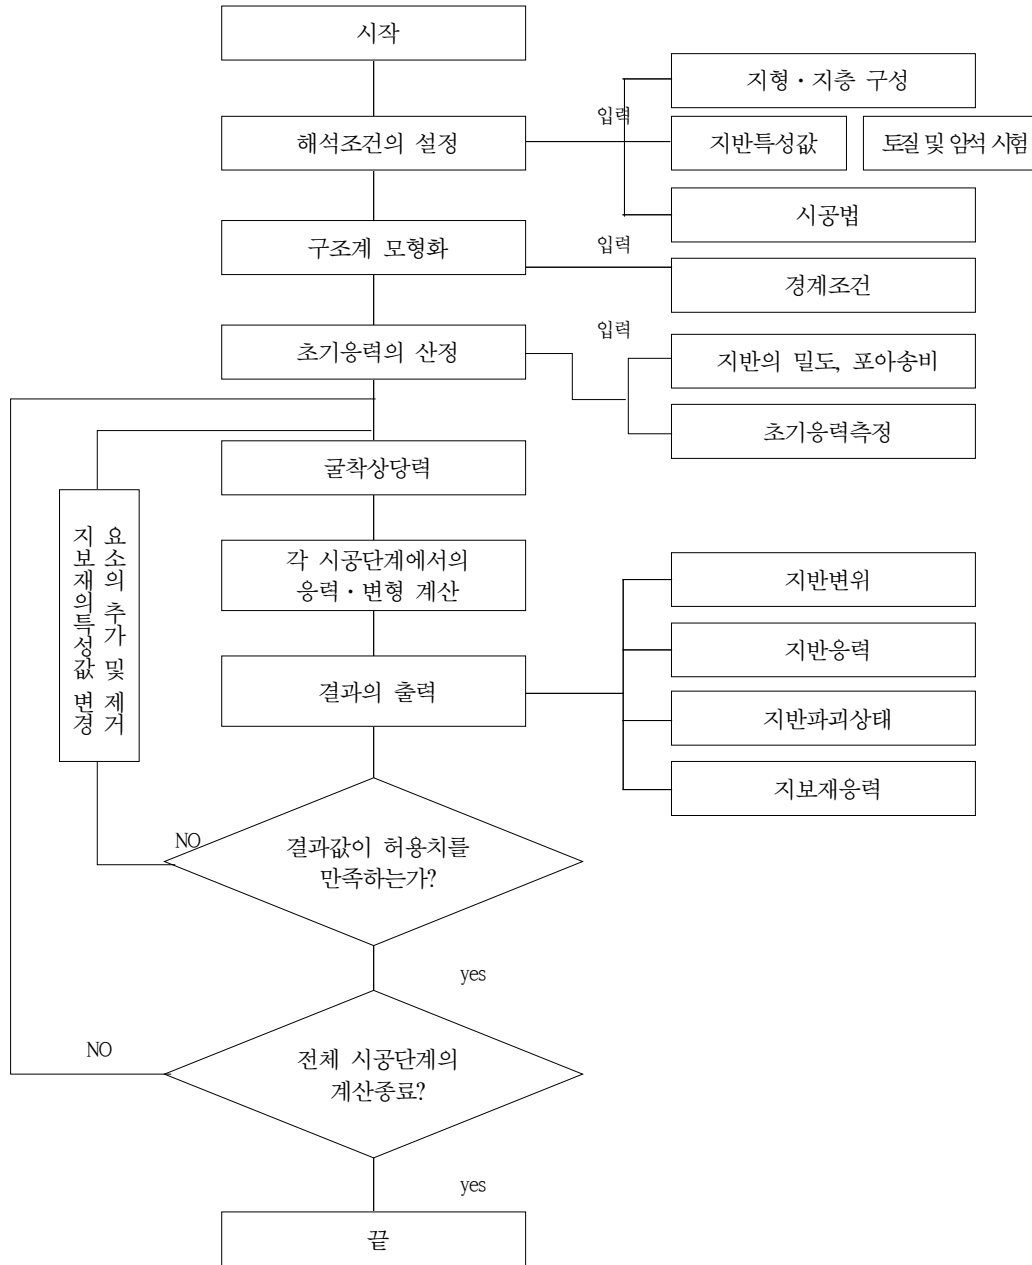 시작
지형·지층 구성
입력
해석조건의 설정
지반특성값
토질 및 암석 시험
시공법
구조계 모형화
입력
경계조건
초기응력의 산정
입력
지반의 밀도, 포아송비
초기응력측정
굴착상당력
요소의 추가 및 제거
지보재의특성값 변경
각 시공단계에서의
응력·변형 계산
지반변위
지반응력
결과의 출력
지반파괴상태
지보재응력
NO
결과값이 허용치를
만족하는가?
yes
NO
전체 시공단계의
계산종료?
yes
끝